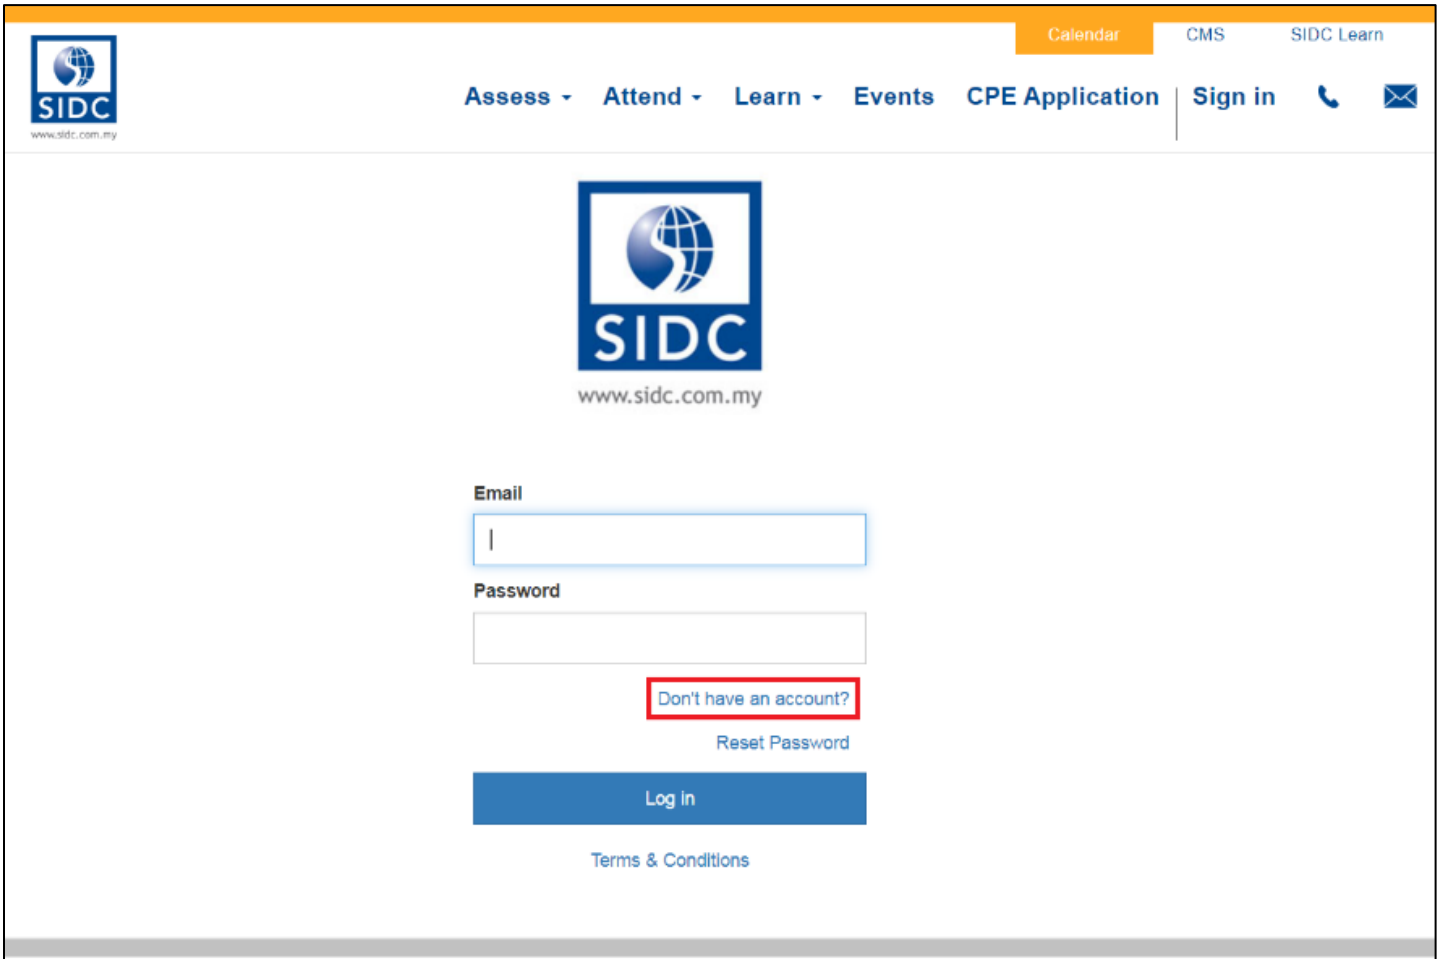 Calendar CMS SIDC Learn
SIDC
www.sidc.com.my
Assess Attend Learn Events CPE Application Sign in
SIDC
www.sidc.com.my
Email
Password
Don't have an account?
Reset Password
Log in
Terms & Conditions